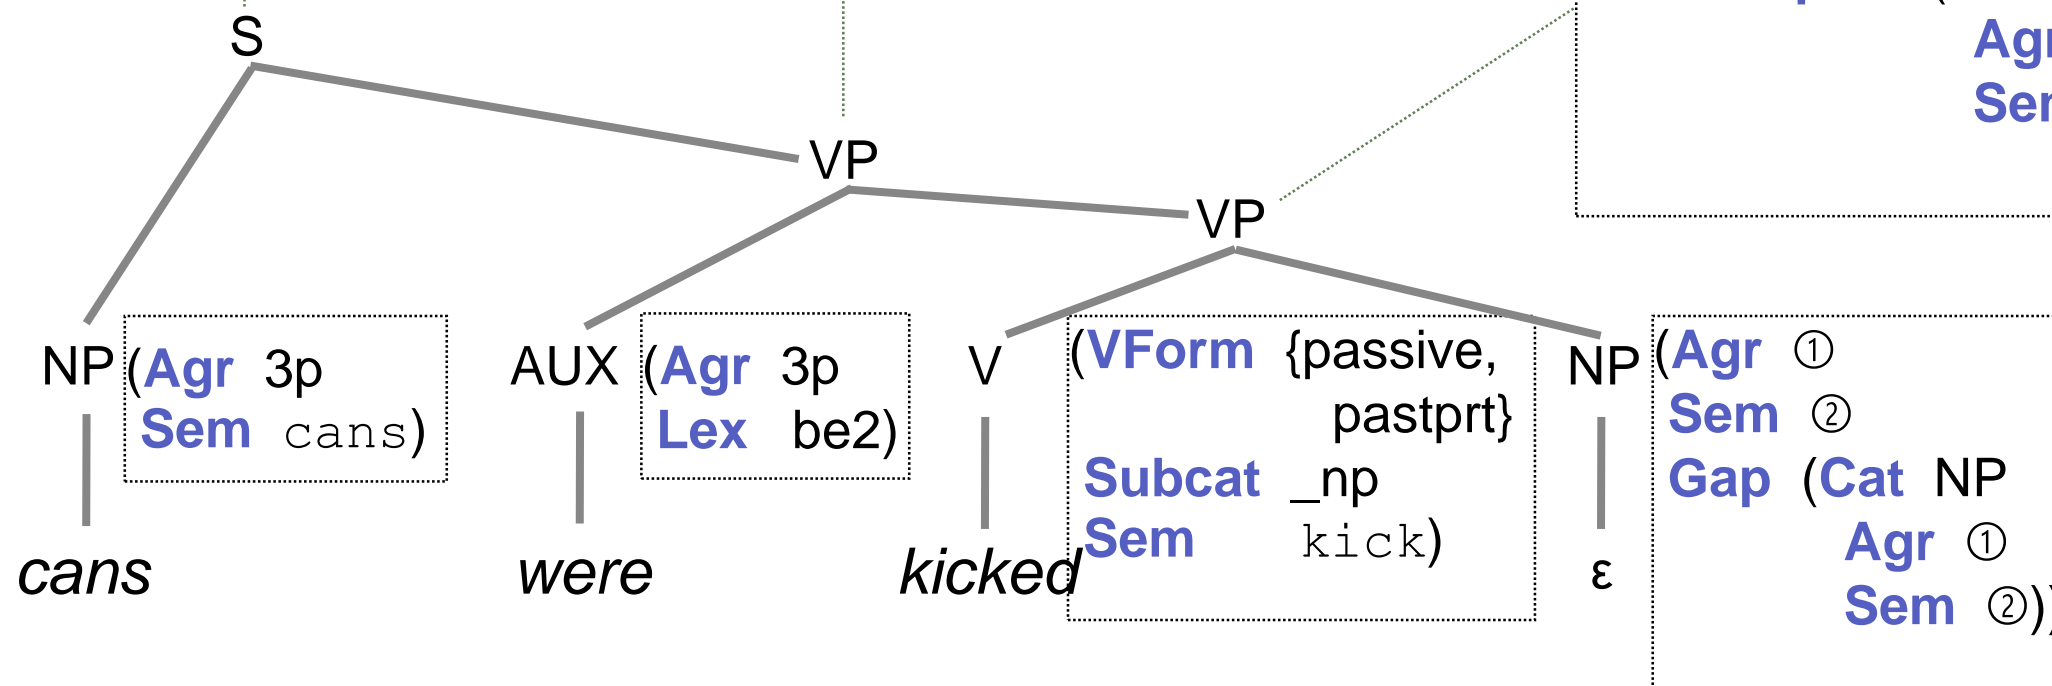 S
Agr
VP
VP
NP (Agr 3p
Sem cans)
AUX (Agr 3p
Lex be2)
V (VForm {passive,
pastprt}
Subcat _np
Sem kick)
NP (Agr ①
Sem ②
Gap (Cat NP
Agr ①
Sem ②))
cans
were
kicked
ε